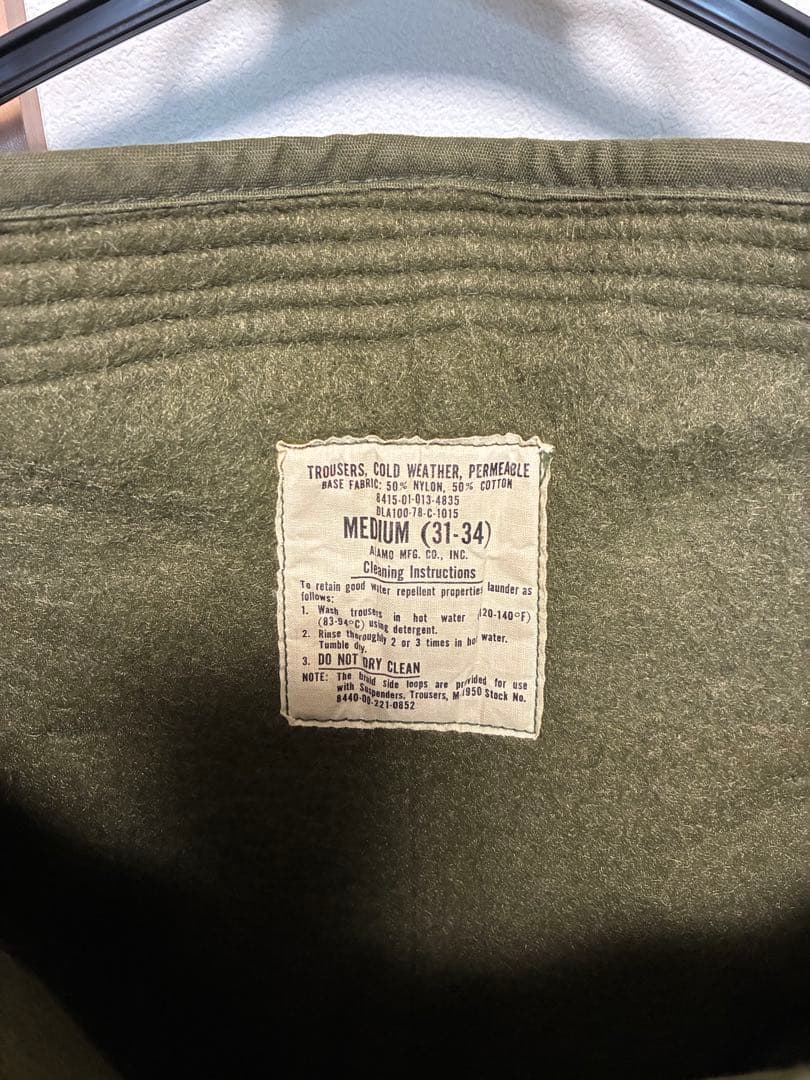 TROUSERS, COLD WEATHER, PERMEABLE
BASE FABRIC: 50% NYLON, 50% COTTON
8415-01-013-4835
DLA100-78-C-1015
MEDIUM (31-34)
ALAMO MFG. CO., INC.
Cleaning Instructions
To retain good water repellent properties launder as
follows:
1. Wash trousers in hot water (120-140°F)
(83-94°C) using detergent.
2. Rinse thoroughly 2 or 3 times in hot water.
Tumble dry.
3. DO NOT DRY CLEAN
NOTE: The braid side loops are provided for use
with Suspenders, Trousers, M-1950 Stock No.
8440-00-221-0852